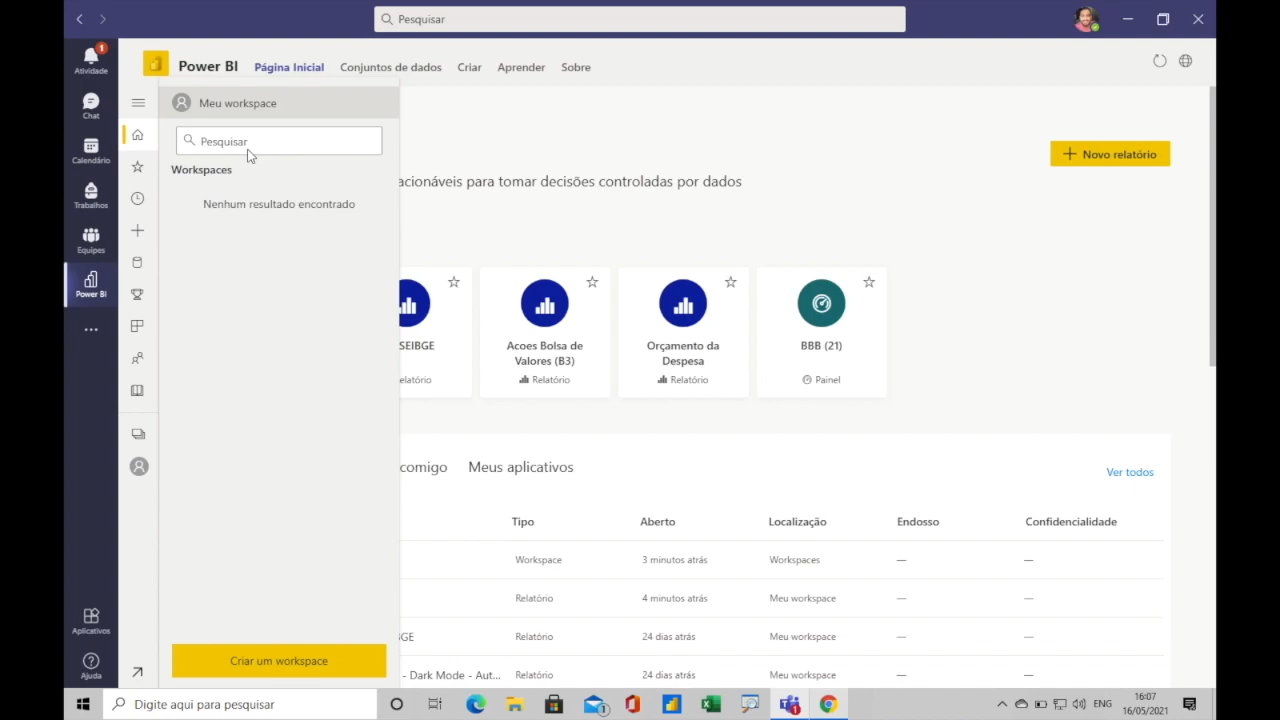 Pesquisar
1
Atividade
Chat
Calendário
Trabalhos
Equipes
Power BI
Aplicativos
Ajuda
Power BI
Página Inicial
Conjuntos de dados
Criar
Aprender
Sobre
Meu workspace
Pesquisar
Workspaces
Nenhum resultado encontrado
Criar um workspace
Novo relatório
acionáveis para tomar decisões controladas por dados
SEIBGE
elatório
Acoes Bolsa de
Valores (B3)
Relatório
Orçamento da
Despesa
Relatório
BBB (21)
Painel
comigo
Meus aplicativos
Ver todos
Tipo
Aberto
Localização
Endosso
Confidencialidade
Workspace
3 minutos atrás
Workspaces
—
—
Relatório
4 minutos atrás
Meu workspace
—
—
GE
Relatório
24 dias atrás
Meu workspace
—
—
- Dark Mode - Aut...
Relatório
24 dias atrás
Meu workspace
—
—
Digite aqui para pesquisar
1
1
ENG
16:07
16/05/2021